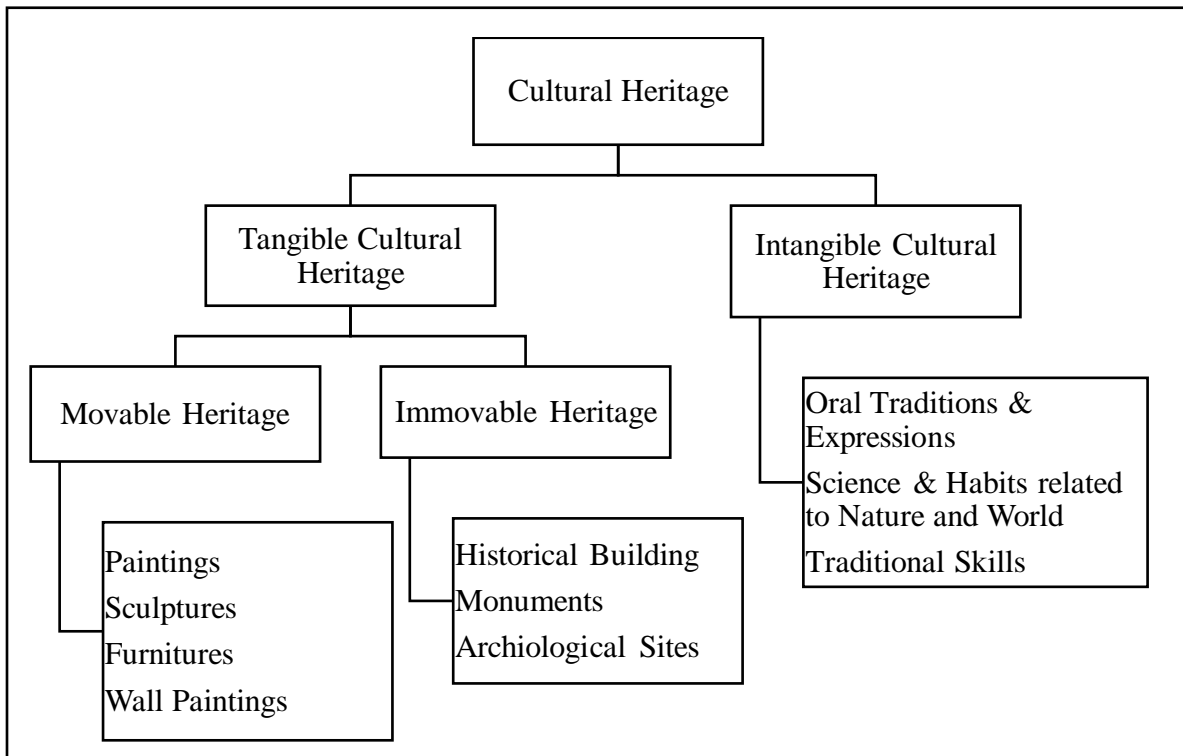 Cultural Heritage
Tangible Cultural
Heritage
Intangible Cultural
Heritage
Movable Heritage
Immovable Heritage
Paintings
Sculptures
Furnitures
Wall Paintings
Historical Building
Monuments
Archiological Sites
Oral Traditions &
Expressions
Science & Habits related
to Nature and World
Traditional Skills